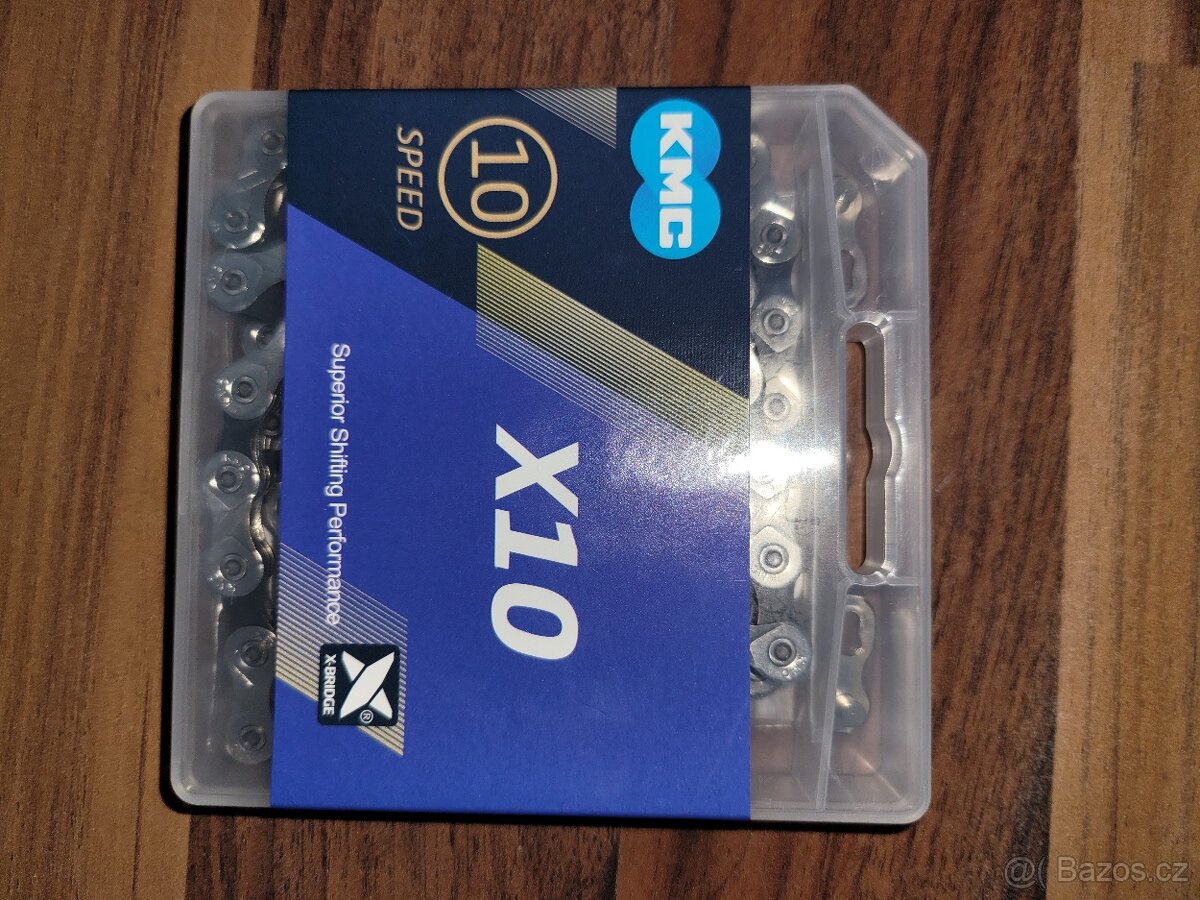 KMC
10
SPEED
X10
Superior Shifting Performance
X-BRIDGE
®
@( Bazos.cz